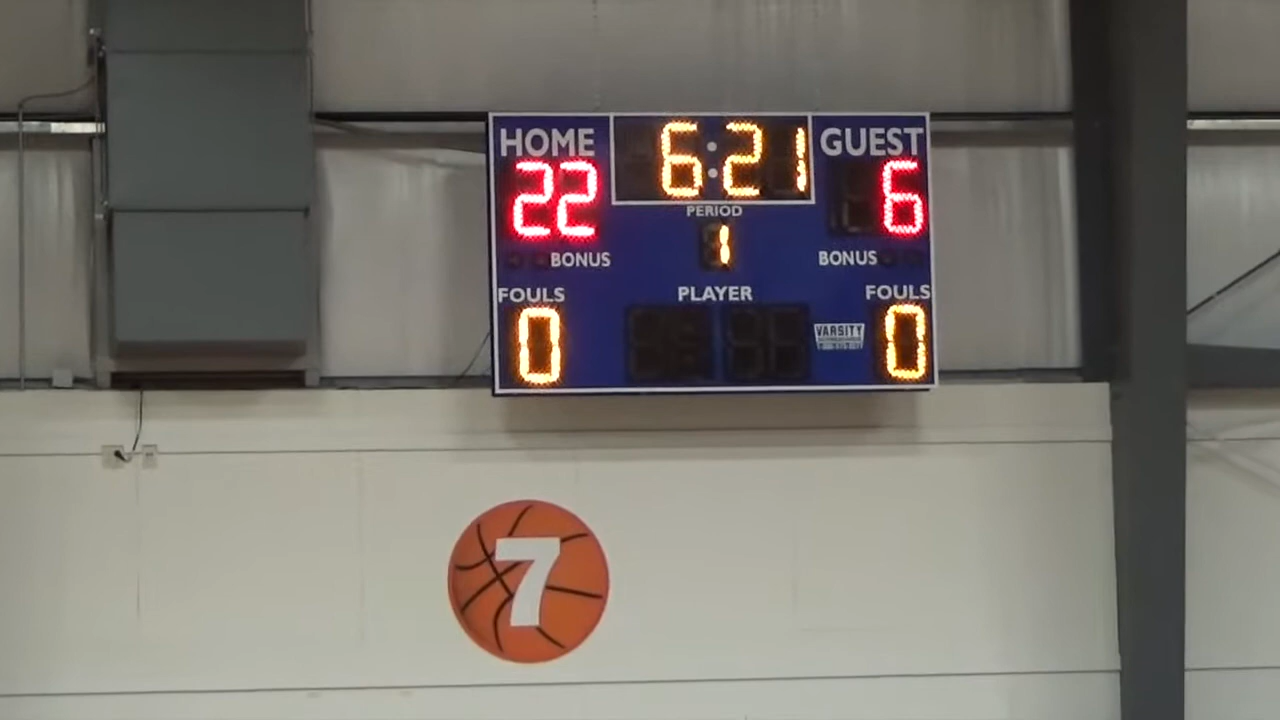 HOME 6:21 GUEST
22 6
PERIOD
1
BONUS BONUS
FOULS PLAYER FOULS
0 0
VARSITY
7